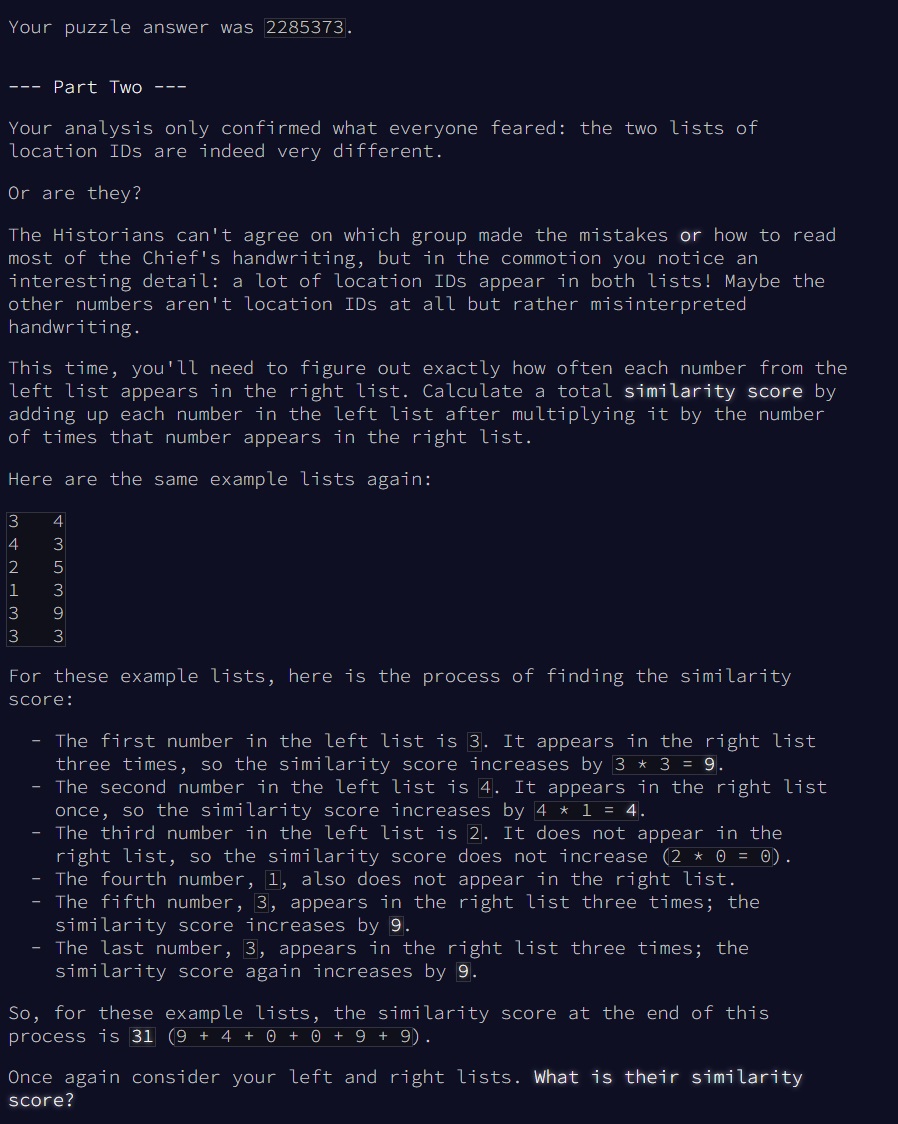 Your puzzle answer was 2285373.
--- Part Two ---
Your analysis only confirmed what everyone feared: the two lists of
location IDs are indeed very different.
Or are they?
The Historians can't agree on which group made the mistakes or how to read
most of the Chief's handwriting, but in the commotion you notice an
interesting detail: a lot of location IDs appear in both lists! Maybe the
other numbers aren't location IDs at all but rather misinterpreted
handwriting.
This time, you'll need to figure out exactly how often each number from the
left list appears in the right list. Calculate a total similarity score by
adding up each number in the left list after multiplying it by the number
of times that number appears in the right list.
Here are the same example lists again:
3   4
4   3
2   5
1   3
3   9
3   3
For these example lists, here is the process of finding the similarity
score:
- The first number in the left list is 3. It appears in the right list
three times, so the similarity score increases by 3 * 3 = 9.
- The second number in the left list is 4. It appears in the right list
once, so the similarity score increases by 4 * 1 = 4.
- The third number in the left list is 2. It does not appear in the
right list, so the similarity score does not increase (2 * 0 = 0).
- The fourth number, 1, also does not appear in the right list.
- The fifth number, 3, appears in the right list three times; the
similarity score increases by 9.
- The last number, 3, appears in the right list three times; the
similarity score again increases by 9.
So, for these example lists, the similarity score at the end of this
process is 31 (9 + 4 + 0 + 0 + 9 + 9).
Once again consider your left and right lists. What is their similarity
score?